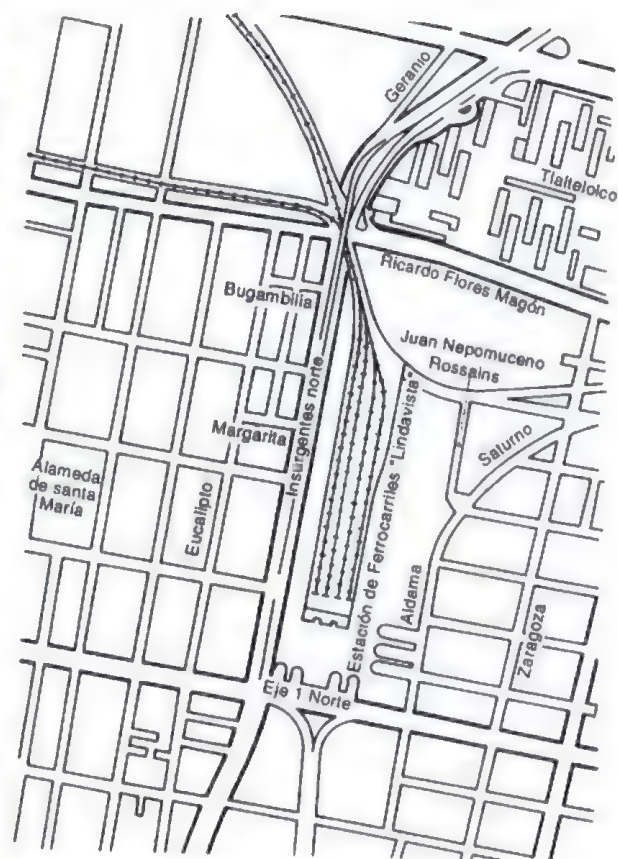 Geranio
Tlaltelolco
Ricardo Flores Magón
Bugambilia
Juan Nepomuceno
Rossains
Insurgentes norte
Margarita
Saturno
Alameda
de santa
María
Eucalipto
Estación de Ferrocarriles "Lindavista"
Aldama
Zaragoza
Eje 1 Norte